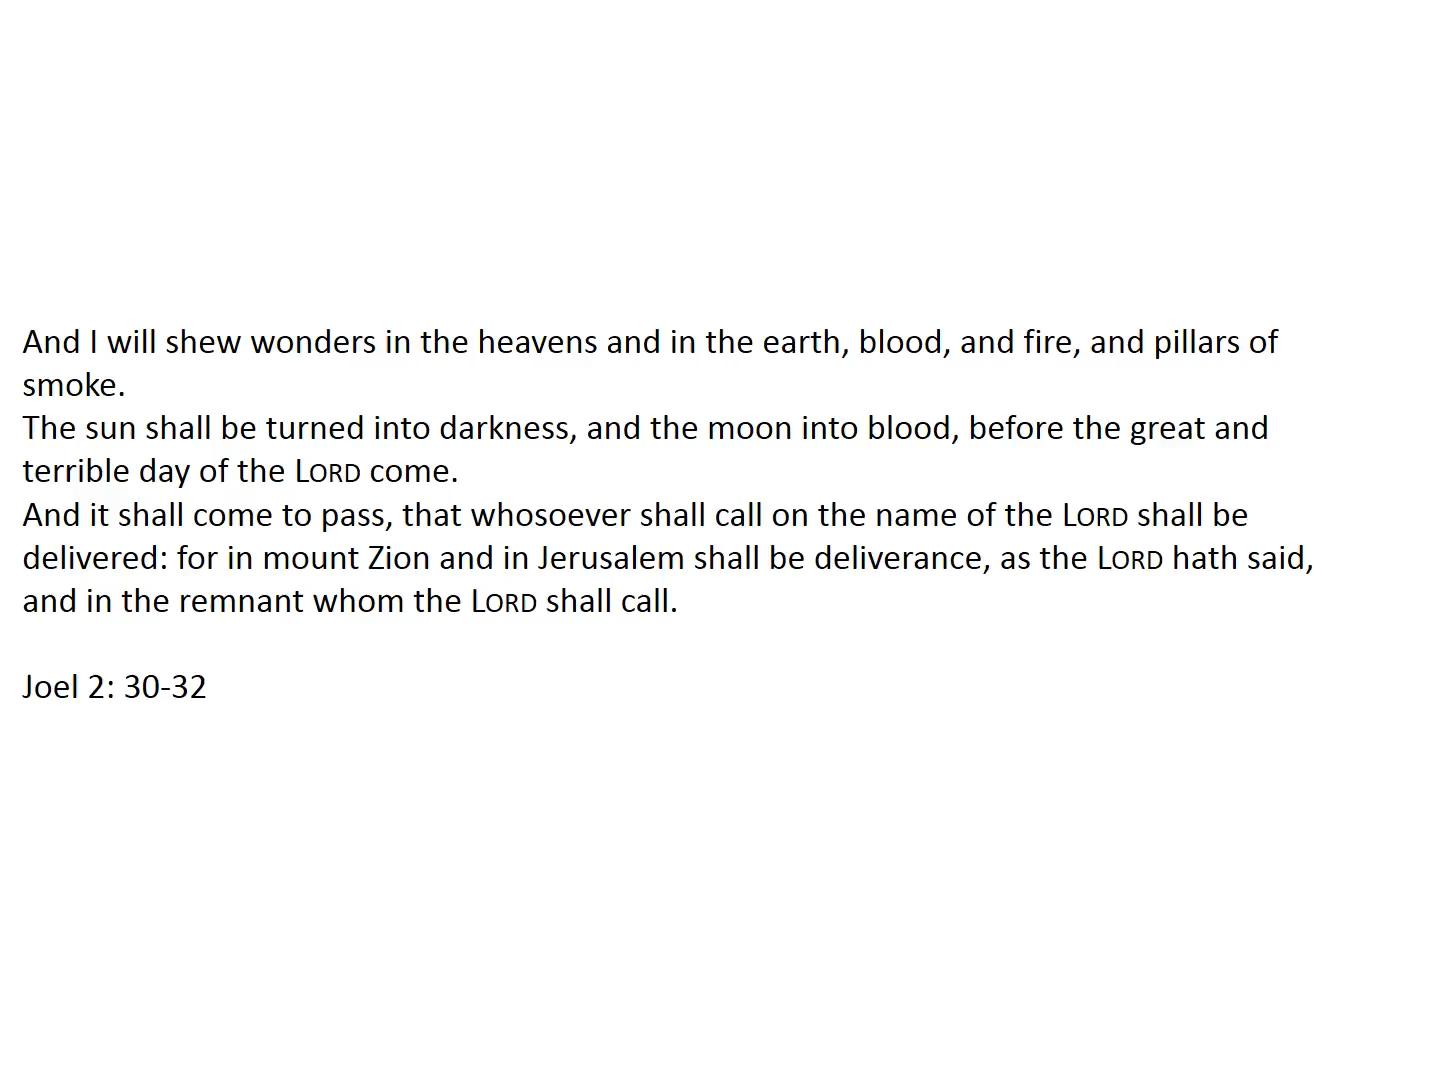 And I will shew wonders in the heavens and in the earth, blood, and fire, and pillars of
smoke.
The sun shall be turned into darkness, and the moon into blood, before the great and
terrible day of the LORD come.
And it shall come to pass, that whosoever shall call on the name of the LORD shall be
delivered: for in mount Zion and in Jerusalem shall be deliverance, as the LORD hath said,
and in the remnant whom the LORD shall call.
Joel 2: 30-32